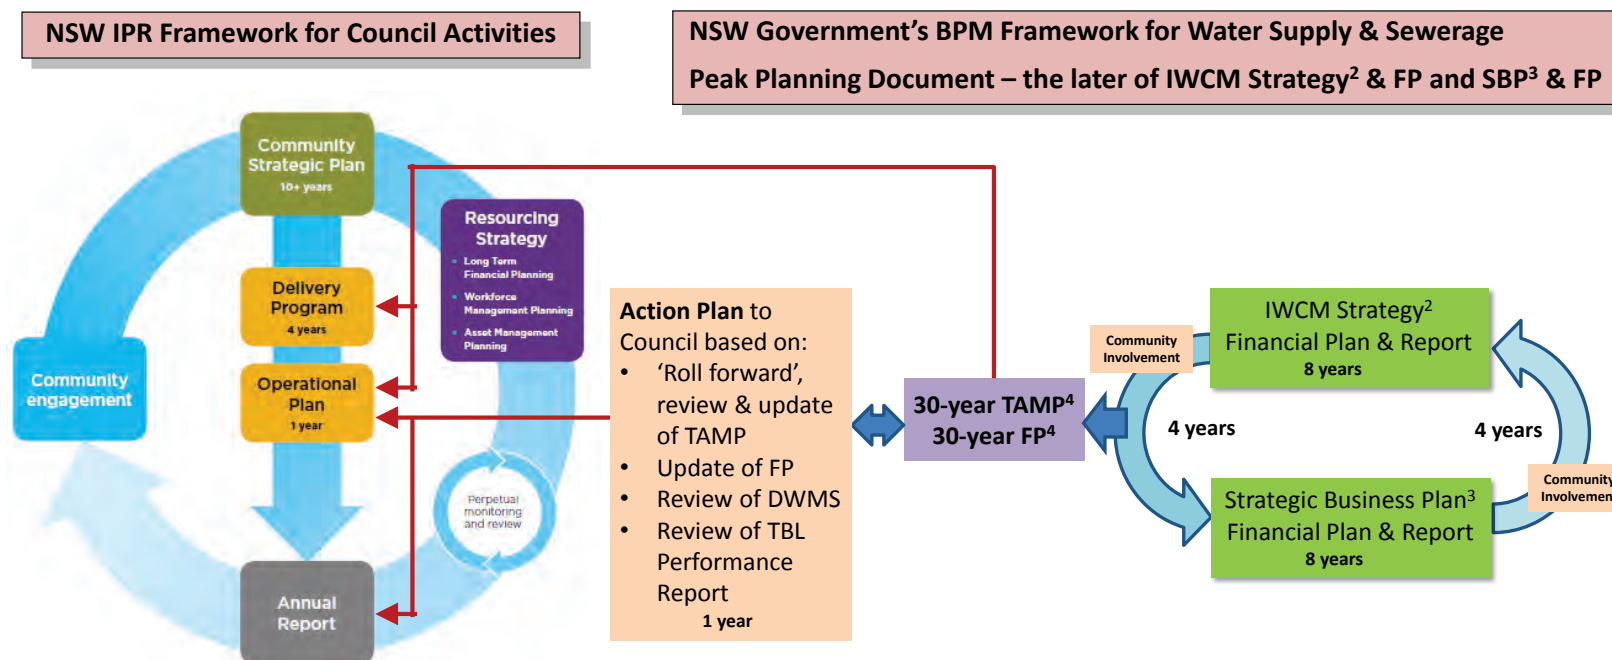 NSW IPR Framework for Council Activities
NSW Government’s BPM Framework for Water Supply & Sewerage
Peak Planning Document – the later of IWCM Strategy² & FP and SBP³ & FP
Community
Strategic Plan
10+ years
Resourcing
Strategy
• Long Term
Financial Planning
• Workforce
Management Planning
• Asset Management
Planning
Delivery
Program
4 years
Community
engagement
Operational
Plan
1 year
Perpetual
monitoring
and review
Annual
Report
Action Plan to
Council based on:
• ‘Roll forward’,
review & update
of TAMP
• Update of FP
• Review of DWMS
• Review of TBL
Performance
Report
1 year
30-year TAMP⁴
30-year FP⁴
Community
Involvement
IWCM Strategy²
Financial Plan & Report
8 years
4 years
4 years
Strategic Business Plan³
Financial Plan & Report
8 years
Community
Involvement